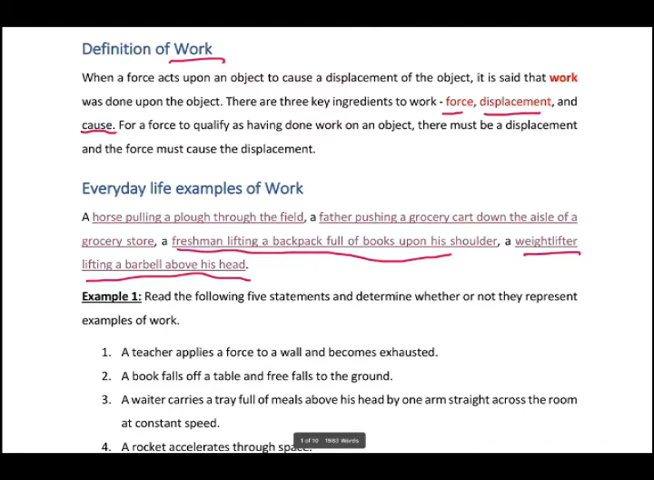 Definition of Work
When a force acts upon an object to cause a displacement of the object, it is said that work
was done upon the object. There are three key ingredients to work - force, displacement, and
cause. For a force to qualify as having done work on an object, there must be a displacement
and the force must cause the displacement.
Everyday life examples of Work
A horse pulling a plough through the field, a father pushing a grocery cart down the aisle of a
grocery store, a freshman lifting a backpack full of books upon his shoulder, a weightlifter
lifting a barbell above his head.
Example 1: Read the following five statements and determine whether or not they represent
examples of work.
1. A teacher applies a force to a wall and becomes exhausted.
2. A book falls off a table and free falls to the ground.
3. A waiter carries a tray full of meals above his head by one arm straight across the room
at constant speed.
4. A rocket accelerates through space.
1 of 10 1983 Words